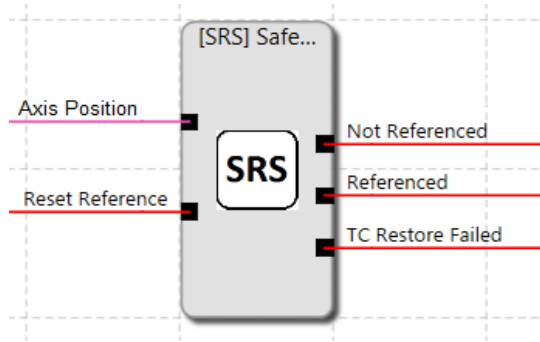 [SRS] Safe...
Axis Position
SRS
Not Referenced
Referenced
Reset Reference
TC Restore Failed